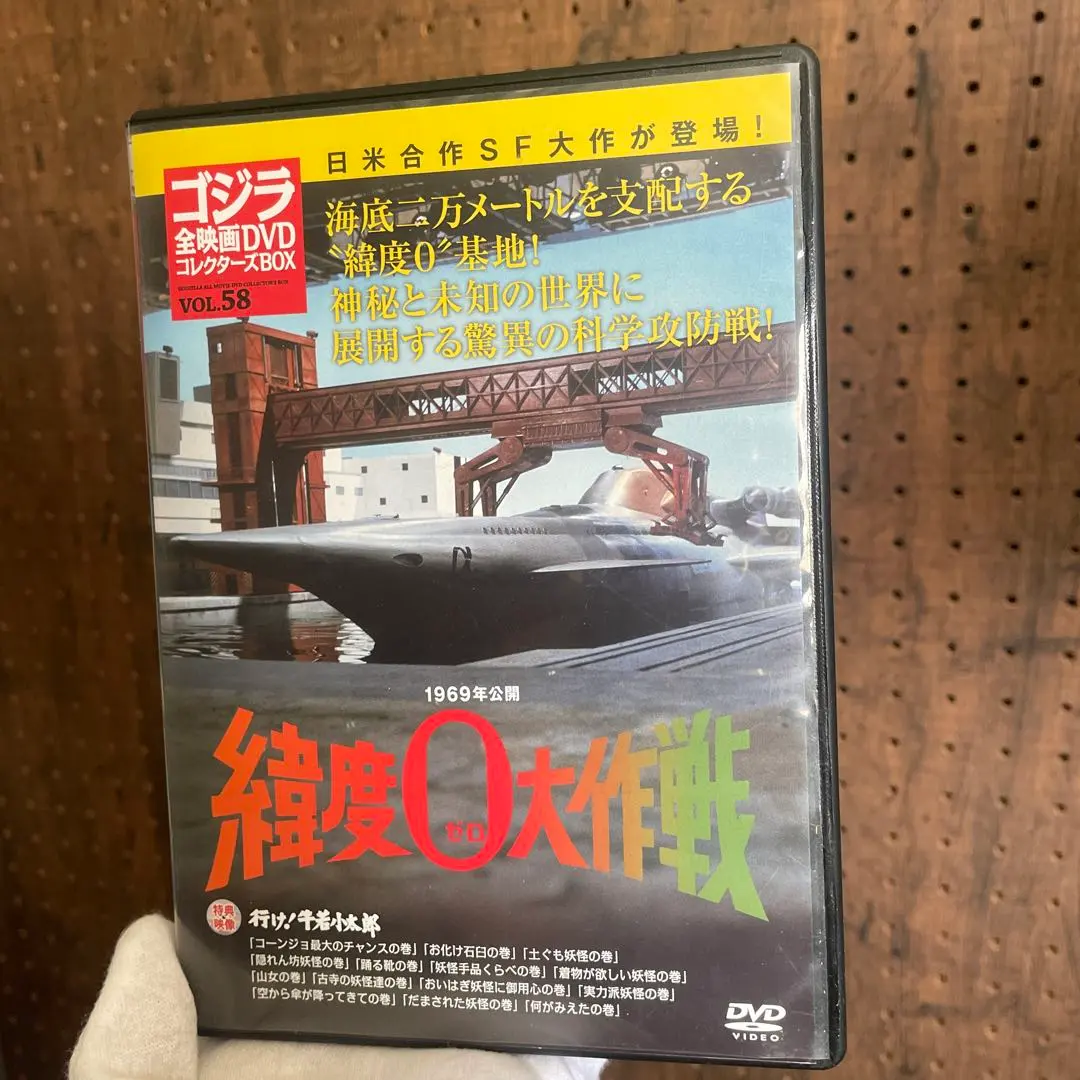 日米合作SF大作が登場!
ゴジラ
全映画DVD
コレクターズBOX
GODZILLA ALL MOVIE DVD COLLECTOR'S BOX
VOL.58
海底二万メートルを支配する
〝緯度0〟基地!
神秘と未知の世界に
展開する驚異の科学攻防戦!
α
1969年公開
緯度0大作戦
ゼロ
特典映像
行け!牛若小太郎
「コーンジョ最大のチャンスの巻」「お化け石臼の巻」「土ぐも妖怪の巻」
「隠れん坊妖怪の巻」「踊る靴の巻」「妖怪手品くらべの巻」「着物が欲しい妖怪の巻」
「山女の巻」「古寺の妖怪達の巻」「おいはぎ妖怪に御用心の巻」「実力派妖怪の巻」
「空から傘が降ってきての巻」「だまされた妖怪の巻」「何がみえたの巻」
DVD
VIDEO